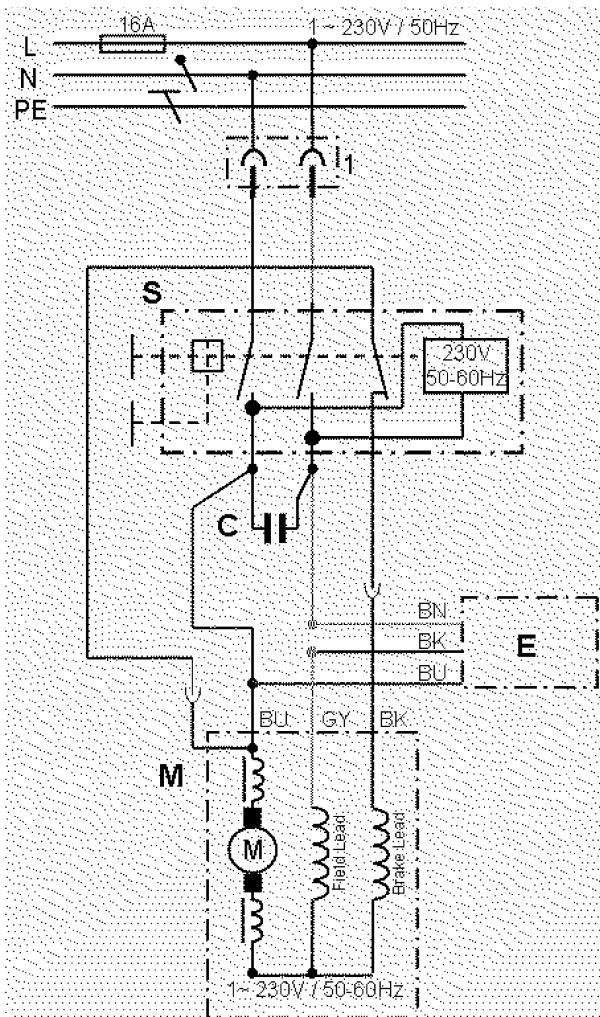 16A
1 ~ 230V / 50Hz
L
N
PE
1
S
230V
50-60Hz
C
BN
BK
E
BU
BU GY BK
M
M
Field Lead
Brake Lead
1~ 230V / 50-60Hz